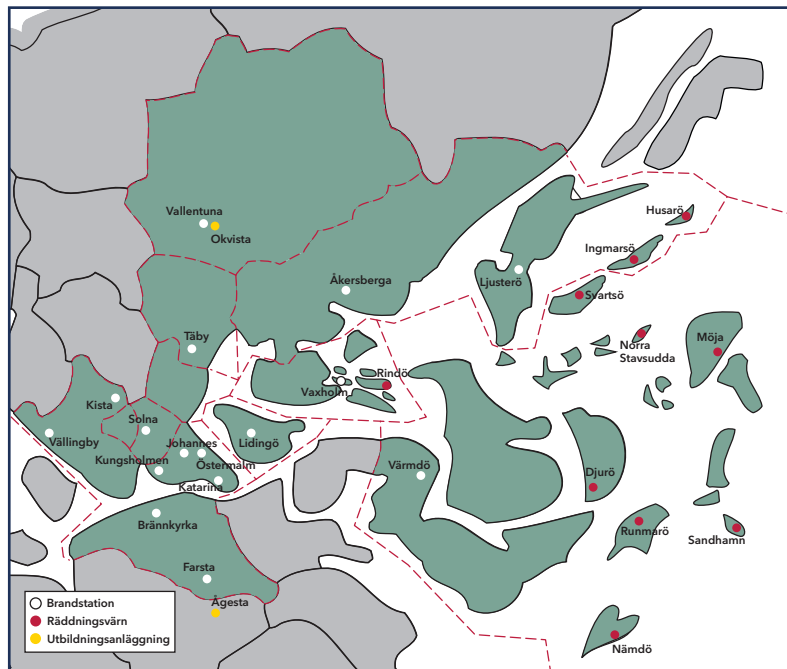 Husarö
Vallentuna
Okvista
Ingmarsö
Åkersberga
Ljusterö
Svartsö
Täby
Norra
Stavsudda
Möja
Rindö
Vaxholm
Kista
Solna
Vällingby
Johannes
Lidingö
Kungsholmen
Östermalm
Värmdö
Djurö
Katarina
Brännkyrka
Runmarö
Sandhamn
Farsta
Ågesta
Brandstation
Räddningsvärn
Utbildningsanläggning
Nämdö